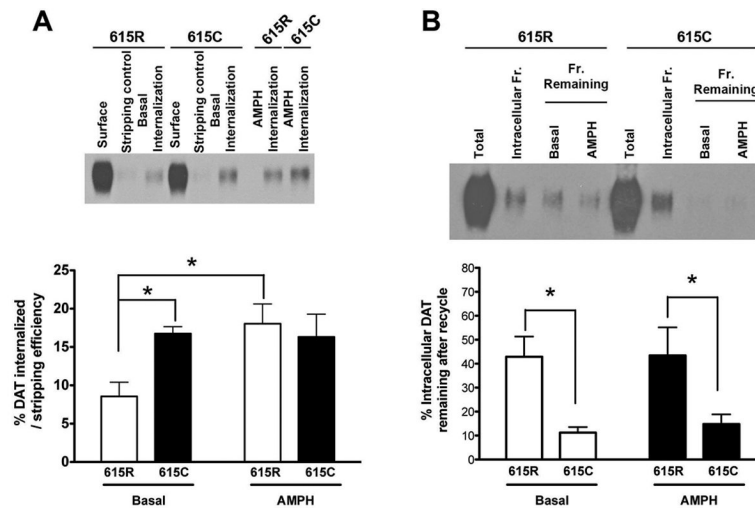 A
615R 615C 615R 615C
Surface
Stripping control
Basal
Internalization
Surface
Stripping control
Basal
Internalization
AMPH
Internalization
AMPH
Internalization
25
20
15
10
5
0
% DAT internalized
/ stripping efficiency
*
*
615R 615C 615R 615C
Basal AMPH
B
615R 615C
Fr.
Remaining
Fr.
Remaining
Total
Intracellular Fr.
Basal
AMPH
Total
Intracellular Fr.
Basal
AMPH
80
70
60
50
40
30
20
10
0
% Intracellular DAT
remaining after recycle
*
*
615R 615C 615R 615C
Basal AMPH